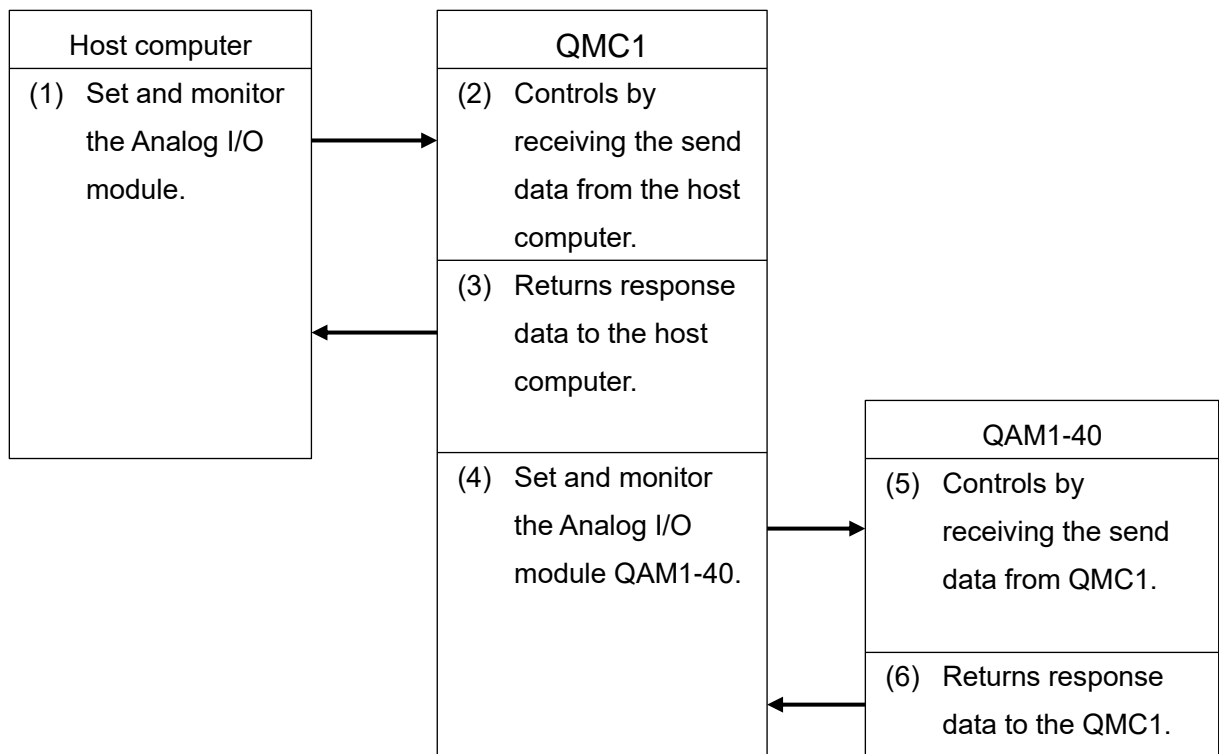 Host computer
(1) Set and monitor
the Analog I/O
module.
QMC1
(2) Controls by
receiving the send
data from the host
computer.
(3) Returns response
data to the host
computer.
(4) Set and monitor
the Analog I/O
module QAM1-40.
QAM1-40
(5) Controls by
receiving the send
data from QMC1.
(6) Returns response
data to the QMC1.